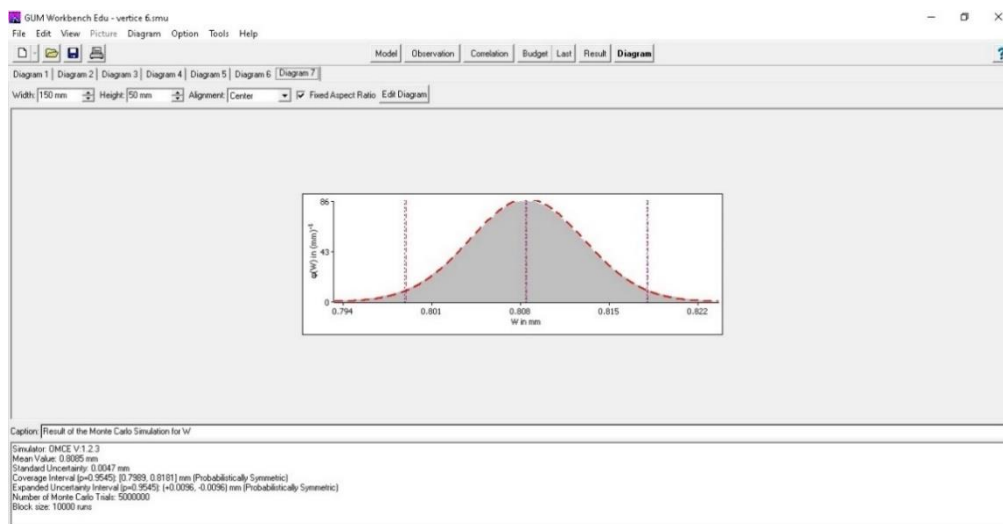 GUM Workbench Edu - vertice 6.smu
File Edit View Picture Diagram Option Tools Help
Model Observation Correlation Budget Last Result Diagram
Diagram 1 Diagram 2 Diagram 3 Diagram 4 Diagram 5 Diagram 6 Diagram 7
Width: 150 mm Height: 50 mm Alignment: Center Fixed Aspect Ratio Edit Diagram
86
43
0
φ(W) in (mm)⁻¹
0.794 0.801 0.808 0.815 0.822
W in mm
Caption: Result of the Monte Carlo Simulation for W
Simulator: OMCE V:1.2.3
Mean Value: 0.8085 mm
Standard Uncertainty: 0.0047 mm
Coverage Interval (p=0.9545): [0.7989, 0.8181] mm (Probabilistically Symmetric)
Expanded Uncertainty Interval (p=0.9545): (+0.0096, -0.0096) mm (Probabilistically Symmetric)
Number of Monte Carlo Trials: 5000000
Block size: 10000 runs